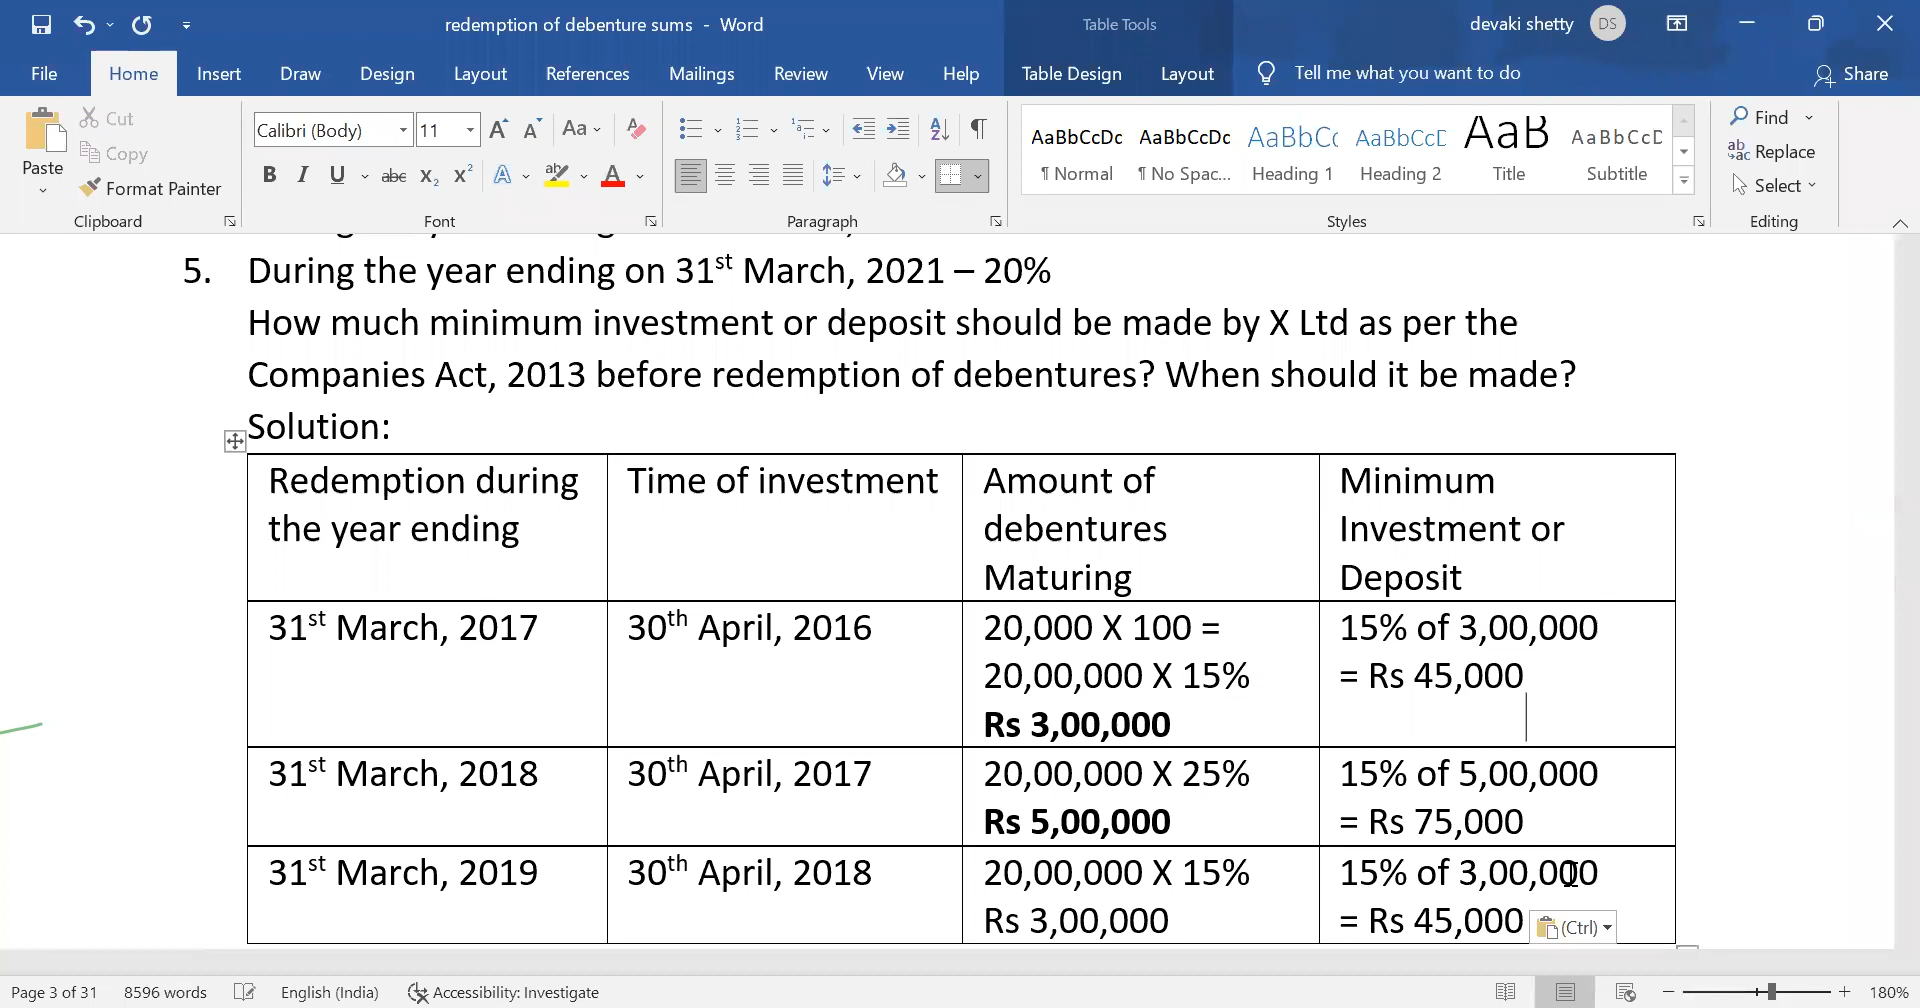 redemption of debenture sums - Word
Table Tools
devaki shetty
DS
File Home Insert Draw Design Layout References Mailings Review View Help Table Design Layout Tell me what you want to do Share
Paste
Cut
Copy
Format Painter
Clipboard
Calibri (Body) 11
Font
Paragraph
AaBbCcDc AaBbCcDc AaBbCc AaBbCcD AaB AaBbCcD
¶ Normal ¶ No Spac... Heading 1 Heading 2 Title Subtitle
Styles
Find
Replace
Select
Editing
5. During the year ending on 31st March, 2021 – 20%
How much minimum investment or deposit should be made by X Ltd as per the
Companies Act, 2013 before redemption of debentures? When should it be made?
Solution:
Redemption during
the year ending
Time of investment
Amount of
debentures
Maturing
Minimum
Investment or
Deposit
31st March, 2017
30th April, 2016
20,000 X 100 =
20,00,000 X 15%
Rs 3,00,000
15% of 3,00,000
= Rs 45,000
31st March, 2018
30th April, 2017
20,00,000 X 25%
Rs 5,00,000
15% of 5,00,000
= Rs 75,000
31st March, 2019
30th April, 2018
20,00,000 X 15%
Rs 3,00,000
15% of 3,00,000
= Rs 45,000
(Ctrl)
Page 3 of 31 8596 words English (India) Accessibility: Investigate 180%